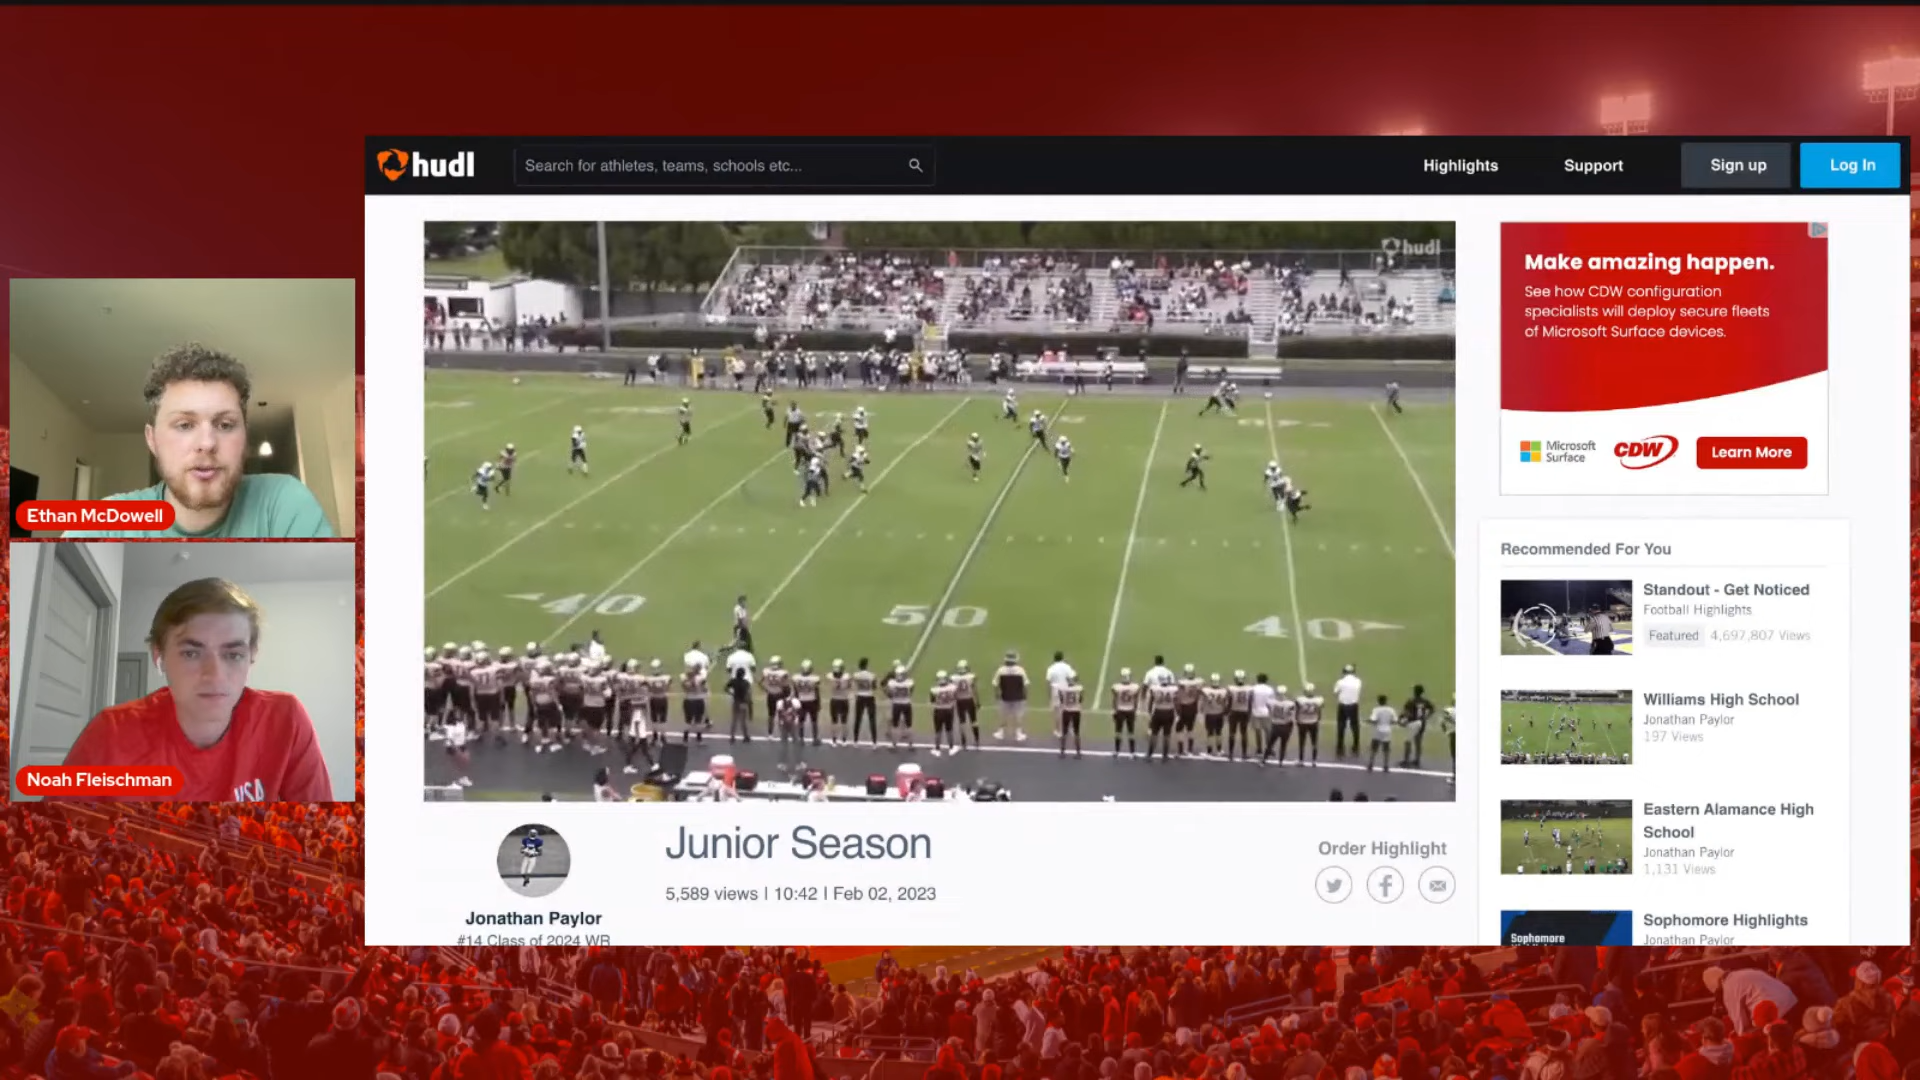 hudl
Search for athletes, teams, schools etc...
Highlights
Support
Sign up
Log In
hudl
Make amazing happen.
See how CDW configuration
specialists will deploy secure fleets
of Microsoft Surface devices.
Microsoft
Surface
CDW
Learn More
40
50
40
Ethan McDowell
Noah Fleischman
USA
Recommended For You
Standout - Get Noticed
Football Highlights
Featured 4,697,807 Views
Williams High School
Jonathan Paylor
197 Views
Eastern Alamance High
School
Jonathan Paylor
1,131 Views
Sophomore
Sophomore Highlights
Jonathan Paylor
Junior Season
5,589 views | 10:42 | Feb 02, 2023
Order Highlight
Jonathan Paylor
#14 Class of 2024 WR